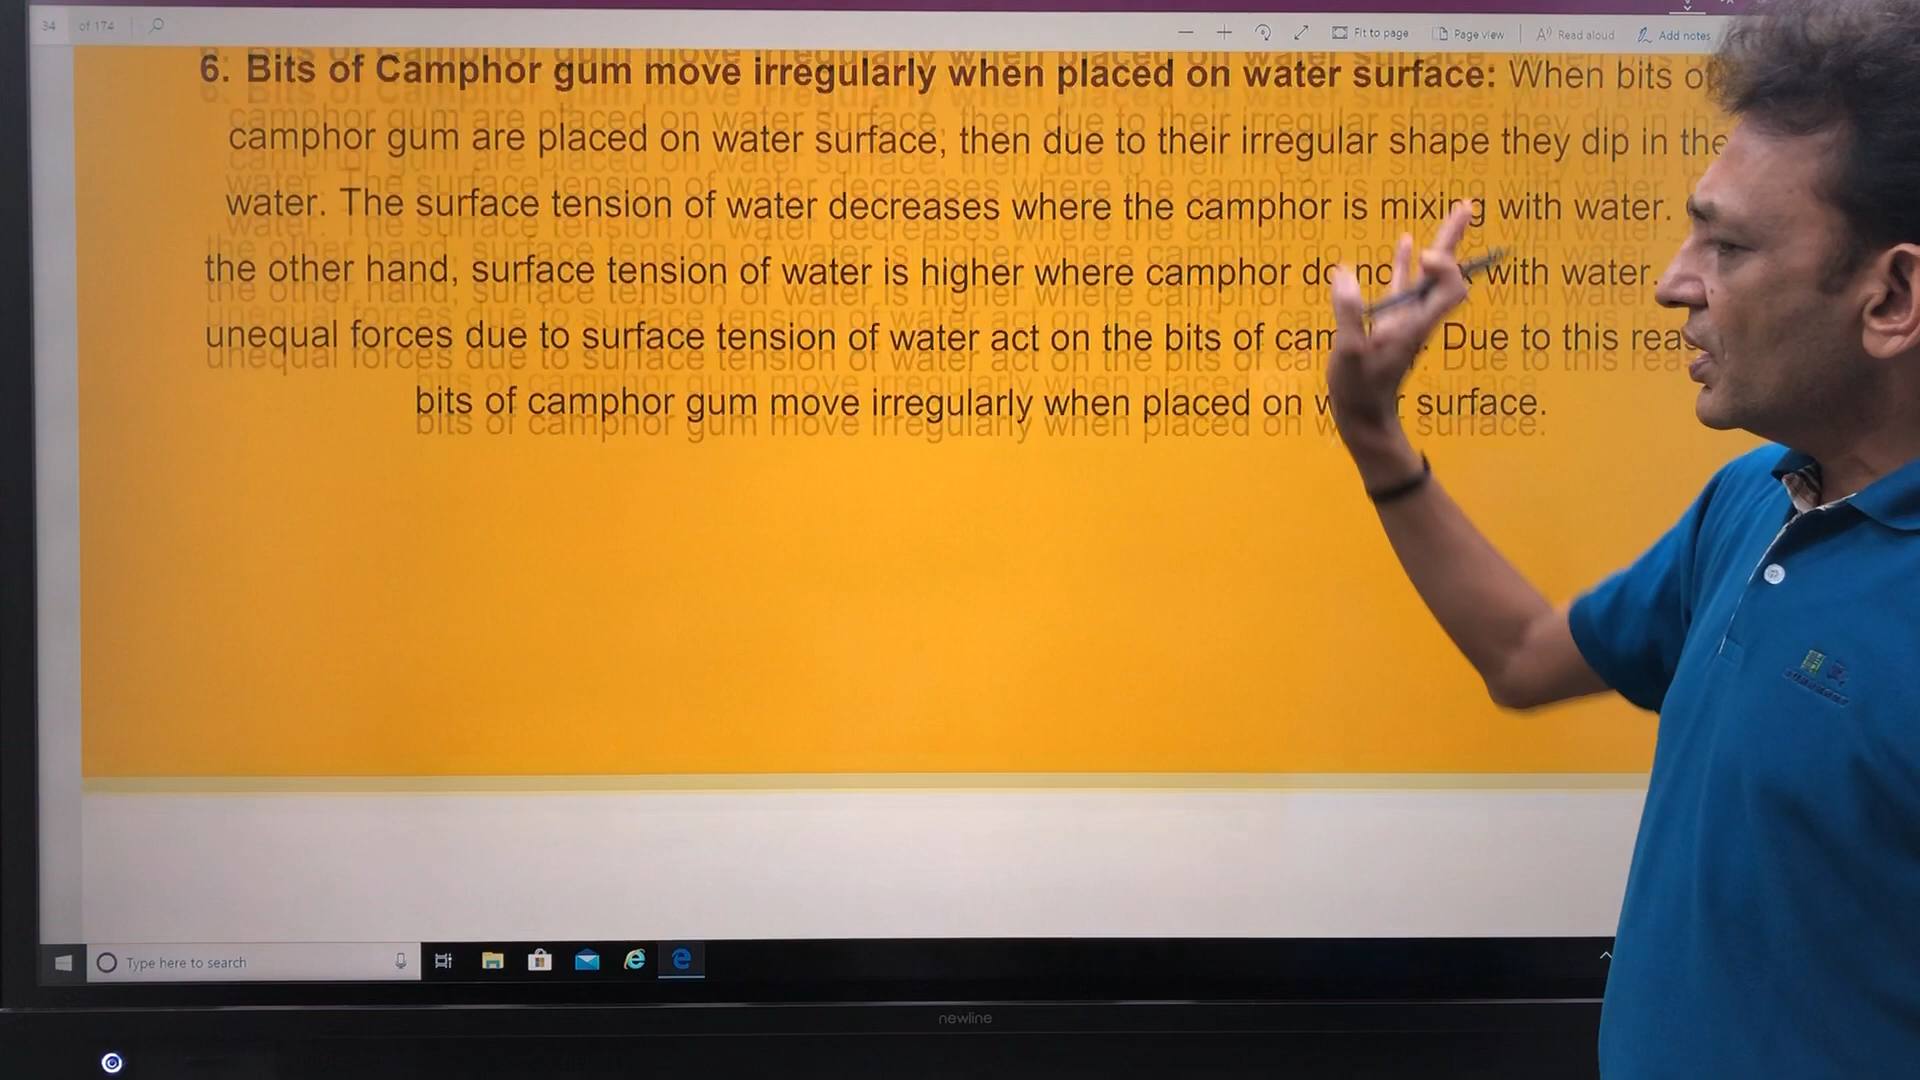 34 of 174
Fit to page Page view Read aloud Add notes
6. Bits of Camphor gum move irregularly when placed on water surface: When bits of
camphor gum are placed on water surface, then due to their irregular shape they dip in the
water. The surface tension of water decreases where the camphor is mixing with water.
the other hand, surface tension of water is higher where camphor do with water.
unequal forces due to surface tension of water act on the bits of Due to this
bits of camphor gum move irregularly when placed on surface.
Type here to search
newline